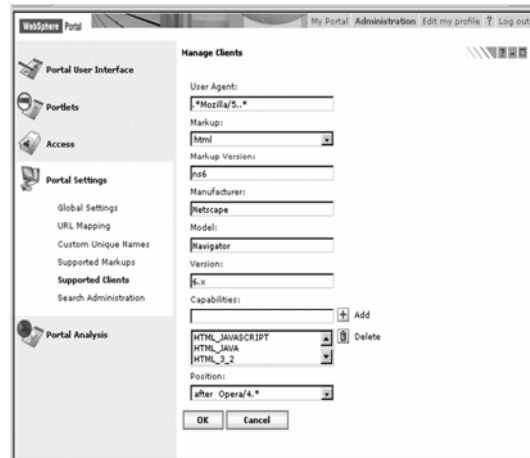 WebSphere Portal
My Portal Administration Edit my profile ? Log out
Portal User Interface
Portlets
Access
Portal Settings
Global Settings
URL Mapping
Custom Unique Names
Supported Markups
Supported Clients
Search Administration
Portal Analysis
Manage Clients
?
User Agent:
.*Mozilla/5..*
Markup:
html
Markup Version:
ns6
Manufacturer:
Netscape
Model:
Navigator
Version:
6.x
Capabilities:
Add
HTML_JAVASCRIPT
HTML_JAVA
HTML_3_2
Delete
Position:
after Opera/4.*
OK Cancel